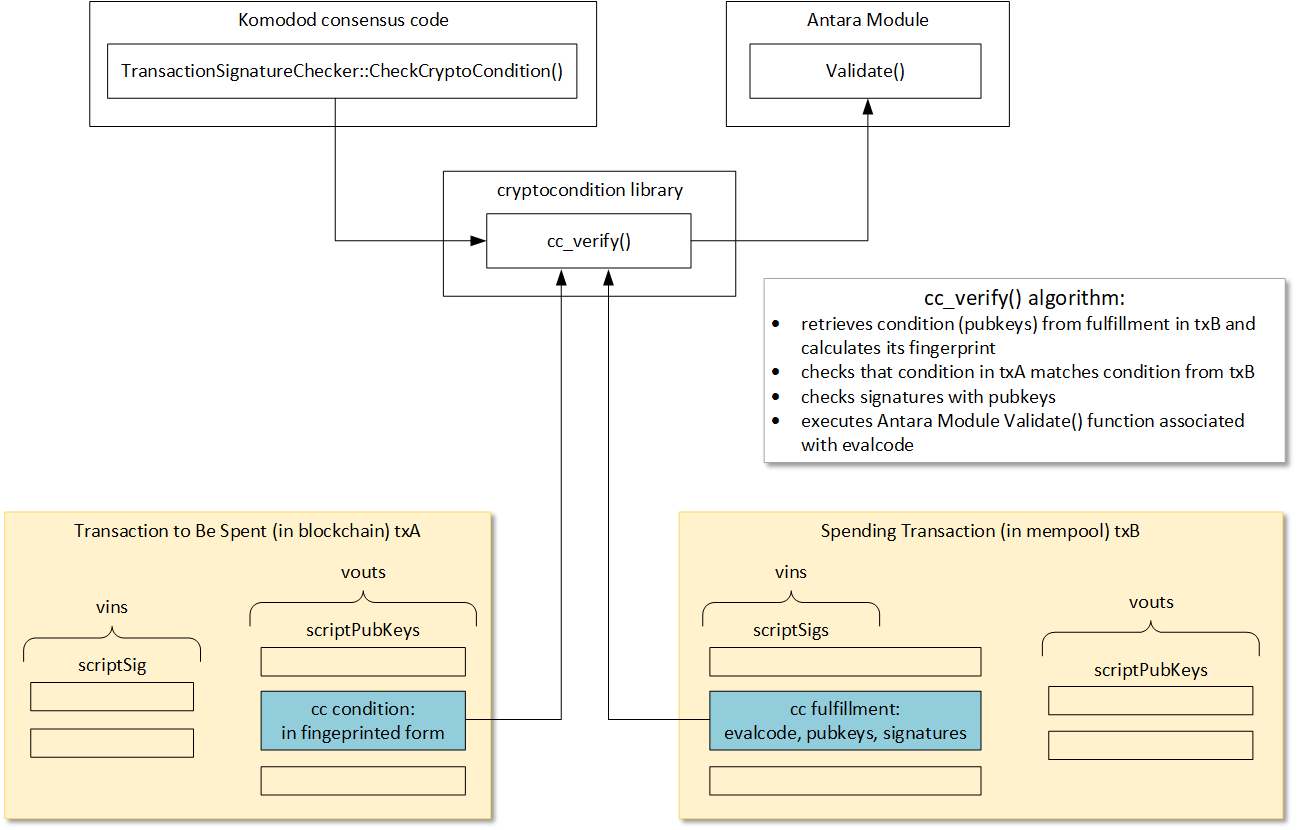 Komodod consensus code
TransactionSignatureChecker::CheckCryptoCondition()
Antara Module
Validate()
cryptocondition library
cc_verify()
cc_verify() algorithm:
• retrieves condition (pubkeys) from fulfillment in txB and
calculates its fingerprint
• checks that condition in txA matches condition from txB
• checks signatures with pubkeys
• executes Antara Module Validate() function associated
with evalcode
Transaction to Be Spent (in blockchain) txA
vins
scriptSig
vouts
scriptPubKeys
cc condition:
in fingeprinted form
Spending Transaction (in mempool) txB
vins
scriptSigs
cc fulfillment:
evalcode, pubkeys, signatures
vouts
scriptPubKeys